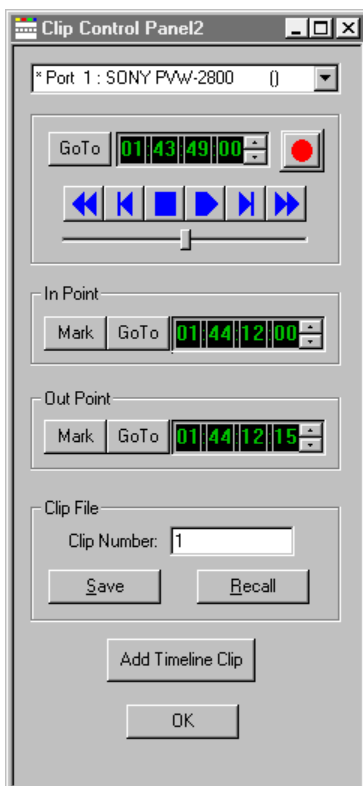 Clip Control Panel2
* Port 1 : SONY PVW-2800 ()
GoTo 01:43:49:00
In Point
Mark GoTo 01:44:12:00
Out Point
Mark GoTo 01:44:12:15
Clip File
Clip Number: 1
Save Recall
Add Timeline Clip
OK